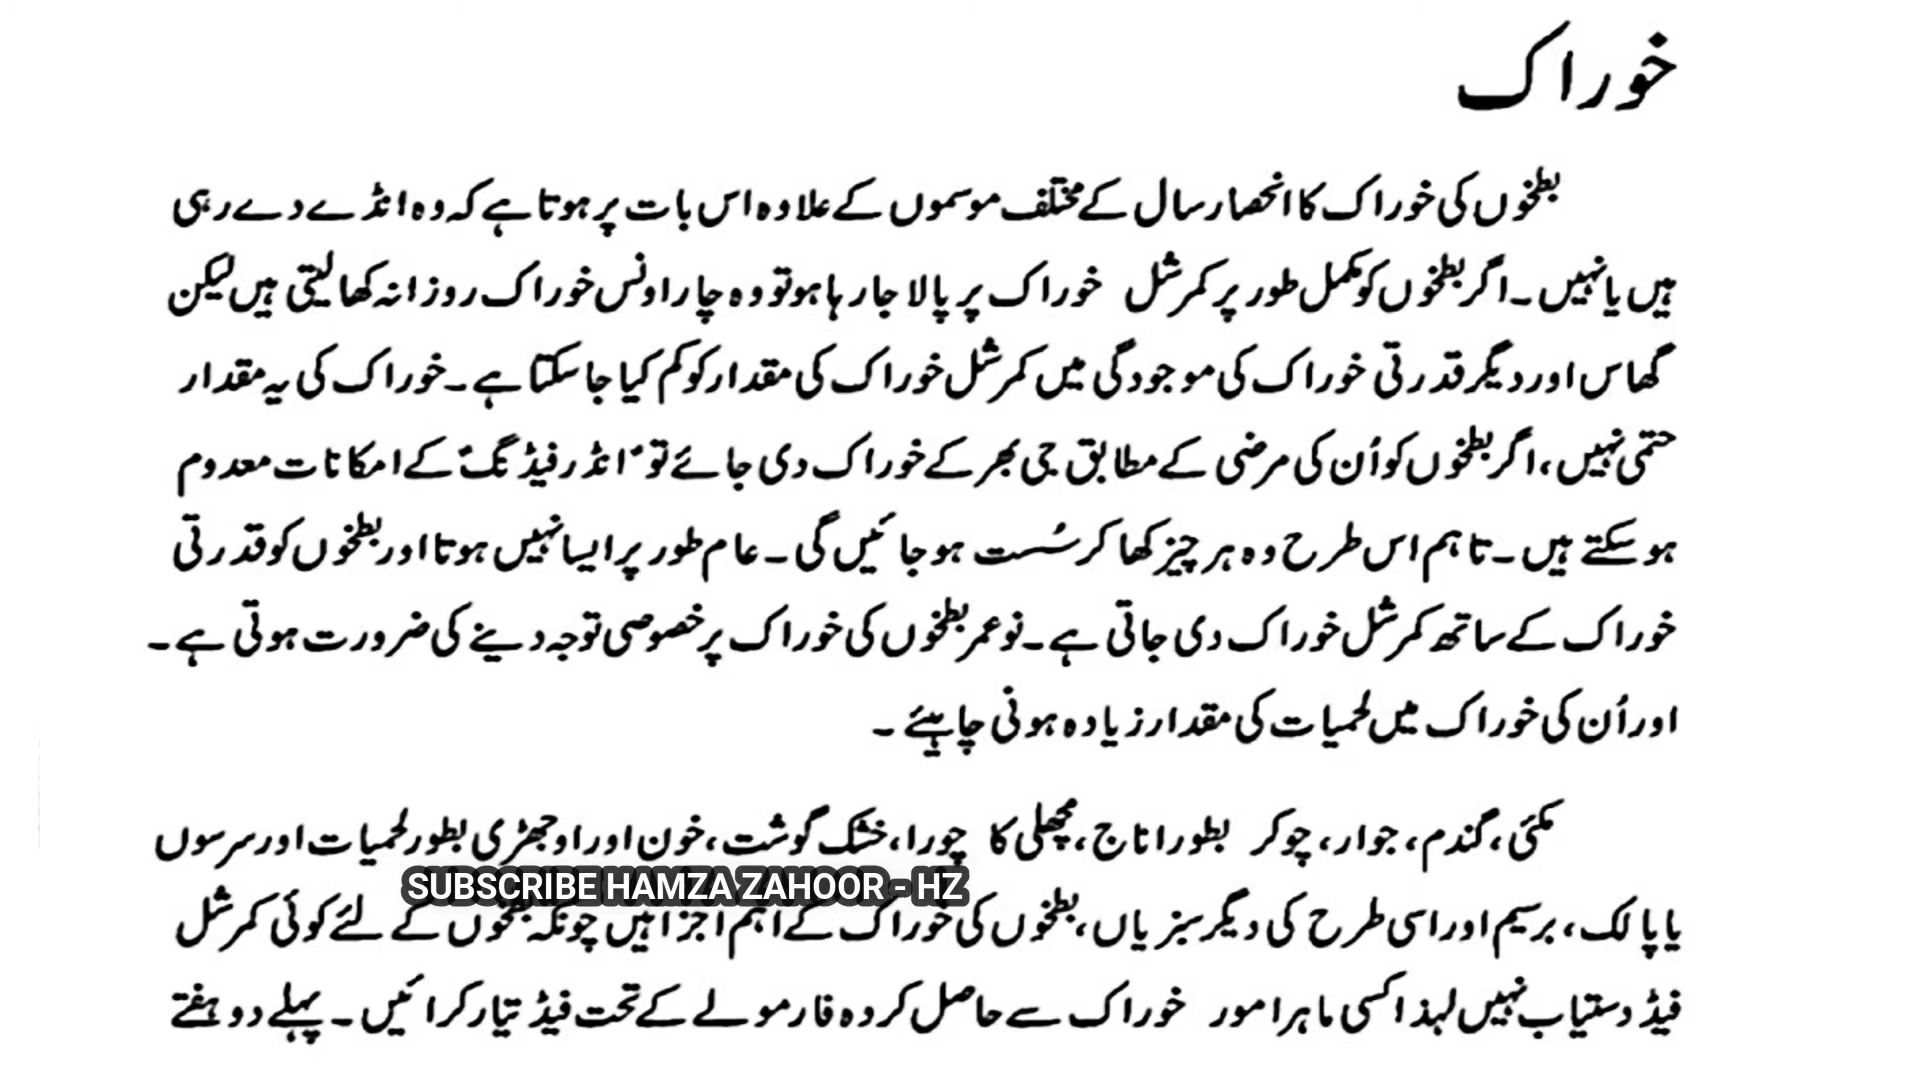 خوراک
بطخوں کی خوراک کا انحصار سال کے مختلف موسموں کے علاوہ اس بات پر ہوتا ہے کہ وہ انڈے دے رہی
ہیں یا نہیں۔ اگر بطخوں کو مکمل طور پر کمرشل خوراک پر پالا جا رہا ہو تو وہ چار اونس خوراک روزانہ کھا لیتی ہیں لیکن
گھاس اور دیگر قدرتی خوراک کی موجودگی میں کمرشل خوراک کی مقدار کو کم کیا جا سکتا ہے۔ خوراک کی یہ مقدار
حتمی نہیں، اگر بطخوں کو اُن کی مرضی کے مطابق جی بھر کے خوراک دی جائے تو "انڈر فیڈنگ" کے امکانات معدوم
ہو سکتے ہیں۔ تاہم اس طرح وہ ہر چیز کھا کر سُست ہو جائیں گی۔ عام طور پر ایسا نہیں ہوتا اور بطخوں کو قدرتی
خوراک کے ساتھ کمرشل خوراک دی جاتی ہے۔ نوعمر بطخوں کی خوراک پر خصوصی توجہ دینے کی ضرورت ہوتی ہے۔
اور اُن کی خوراک میں لحمیات کی مقدار زیادہ ہونی چاہیئے۔
مکئی، گندم، جوار، چوکر بطور اناج، مچھلی کا چورا، خشک گوشت، خون اور اوجھڑی بطور لحمیات اور سرسوں
SUBSCRIBE HAMZA ZAHOOR - HZ
یا پالک، برسیم اور اسی طرح کی دیگر سبزیاں، بطخوں کی خوراک کے اہم اجزا ہیں چونکہ بطخوں کے لئے کوئی کمرشل
فیڈ دستیاب نہیں لہذا کسی ماہر امور خوراک سے حاصل کردہ فارمولے کے تحت فیڈ تیار کرائیں۔ پہلے دو ہفتے